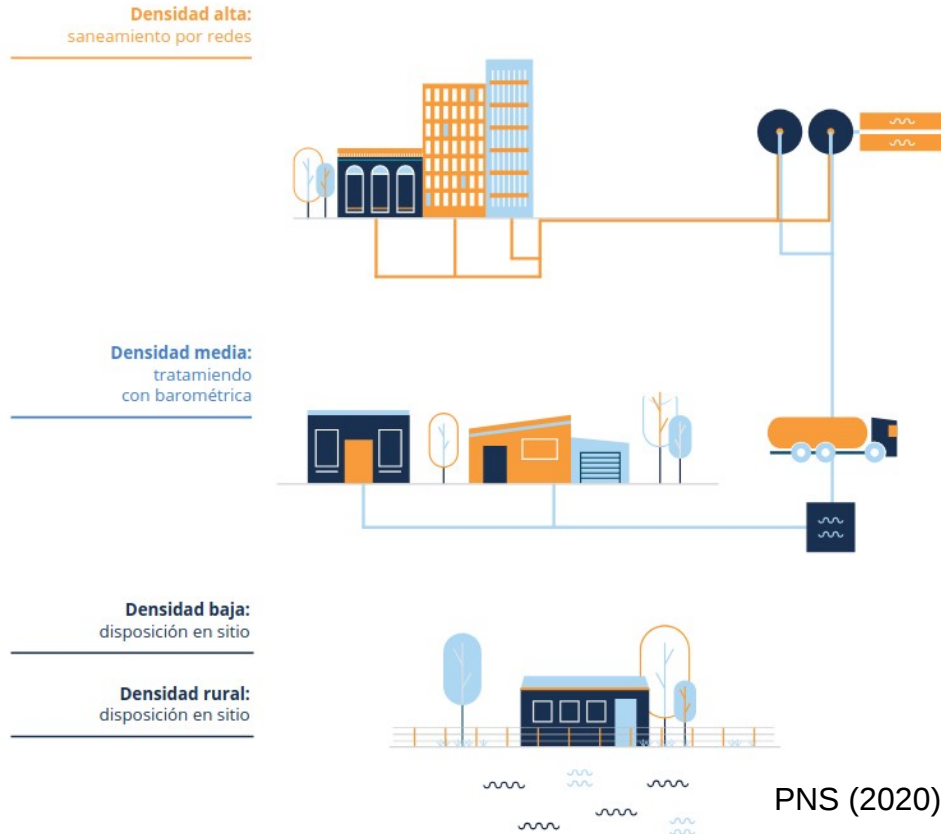 Densidad alta:
saneamiento por redes
Densidad media:
tratamiendo
con barométrica
Densidad baja:
disposición en sitio
Densidad rural:
disposición en sitio
PNS (2020)